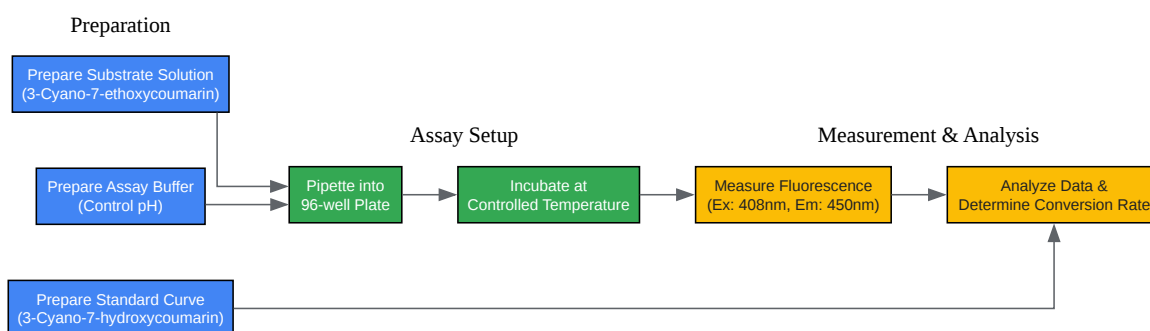 Preparation
Prepare Substrate Solution
(3-Cyano-7-ethoxycoumarin)
Assay Setup
Measurement & Analysis
Prepare Assay Buffer
(Control pH)
Pipette into
96-well Plate
Incubate at
Controlled Temperature
Measure Fluorescence
(Ex: 408nm, Em: 450nm)
Analyze Data &
Determine Conversion Rate
Prepare Standard Curve
(3-Cyano-7-hydroxycoumarin)